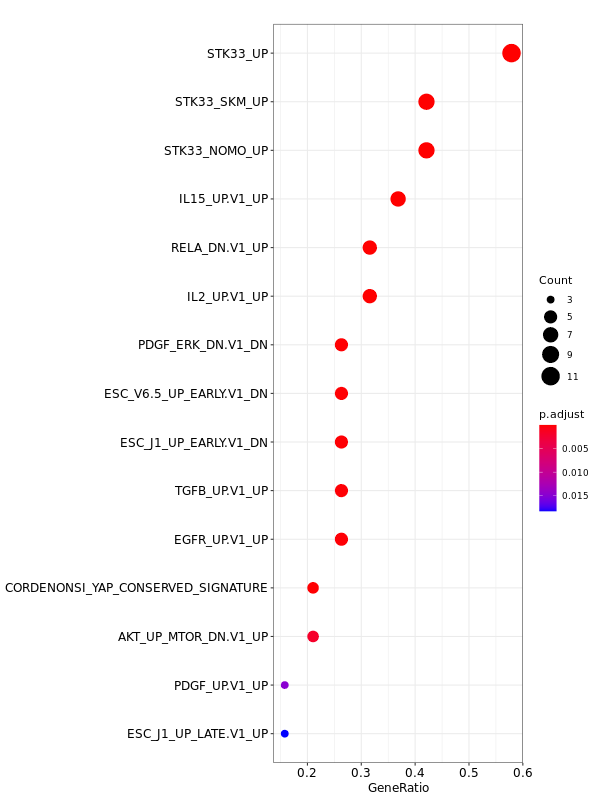 STK33_UP
STK33_SKM_UP
STK33_NOMO_UP
IL15_UP.V1_UP
RELA_DN.V1_UP
IL2_UP.V1_UP
PDGF_ERK_DN.V1_DN
ESC_V6.5_UP_EARLY.V1_DN
ESC_J1_UP_EARLY.V1_DN
TGFB_UP.V1_UP
EGFR_UP.V1_UP
CORDENONSI_YAP_CONSERVED_SIGNATURE
AKT_UP_MTOR_DN.V1_UP
PDGF_UP.V1_UP
ESC_J1_UP_LATE.V1_UP
0.2 0.3 0.4 0.5 0.6
GeneRatio
Count
3
5
7
9
11
p.adjust
0.005
0.010
0.015